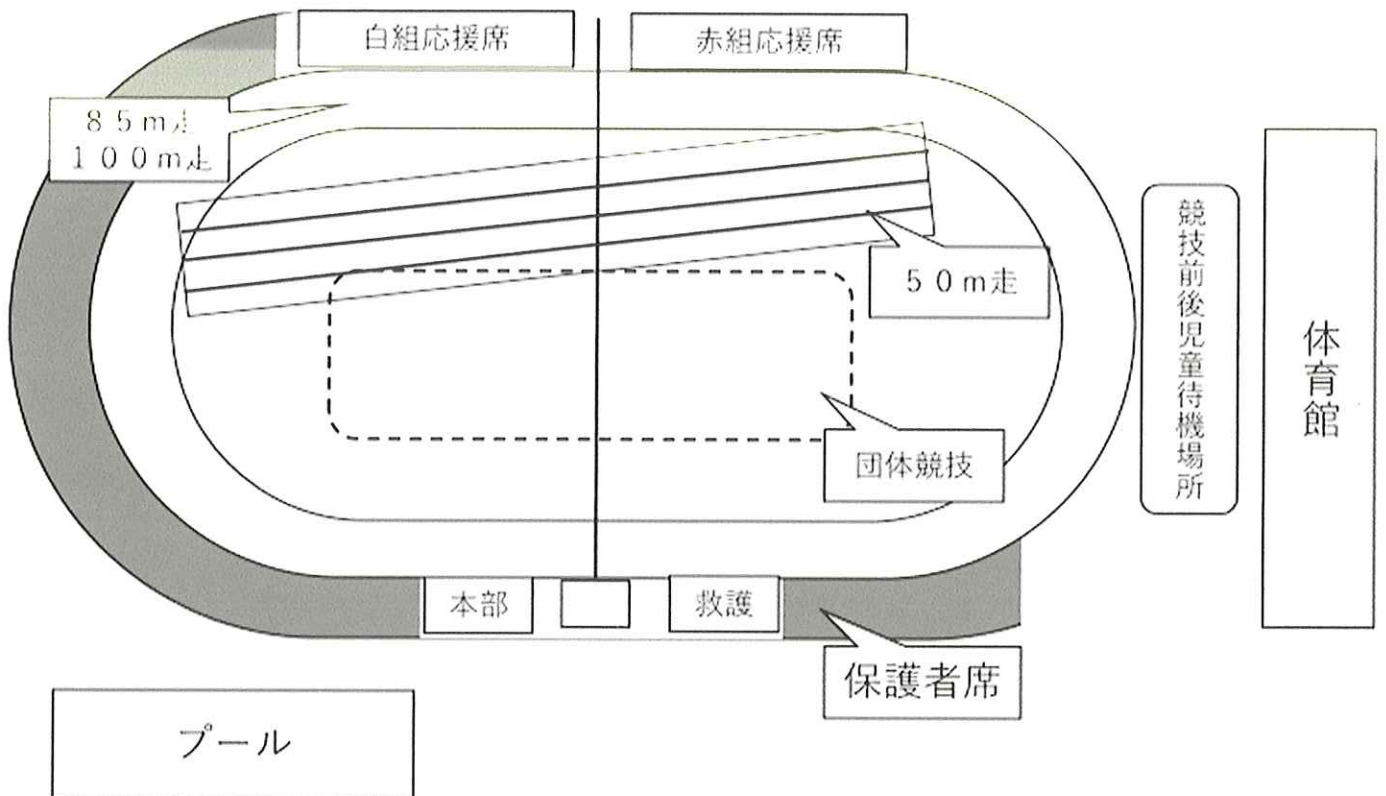 白組応援席
赤組応援席
８５ｍ走
１００ｍ走
５０ｍ走
団体競技
競技前後児童待機場所
体育館
本部
救護
保護者席
プール